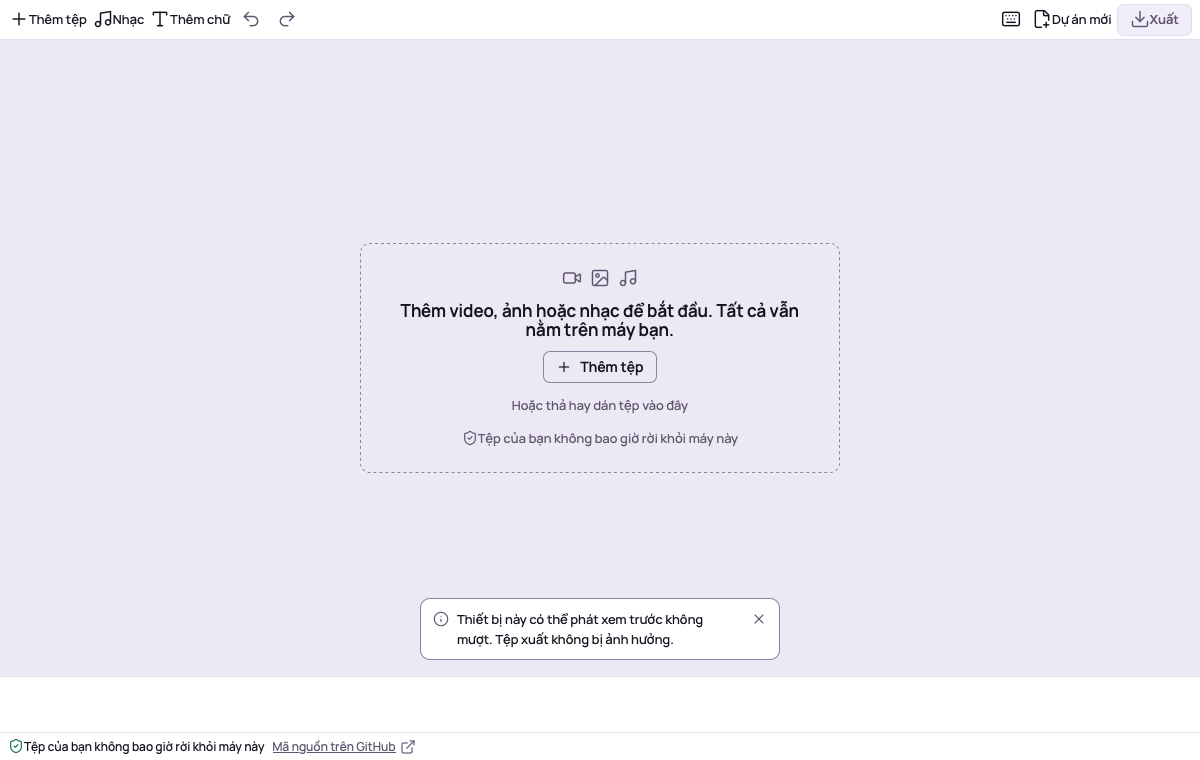 Thêm tệp Nhạc Thêm chữ Dự án mới Xuất
Thêm video, ảnh hoặc nhạc để bắt đầu. Tất cả vẫn
nằm trên máy bạn.
Thêm tệp
Hoặc thả hay dán tệp vào đây
Tệp của bạn không bao giờ rời khỏi máy này
Thiết bị này có thể phát xem trước không
mượt. Tệp xuất không bị ảnh hưởng.
Tệp của bạn không bao giờ rời khỏi máy này Mã nguồn trên GitHub